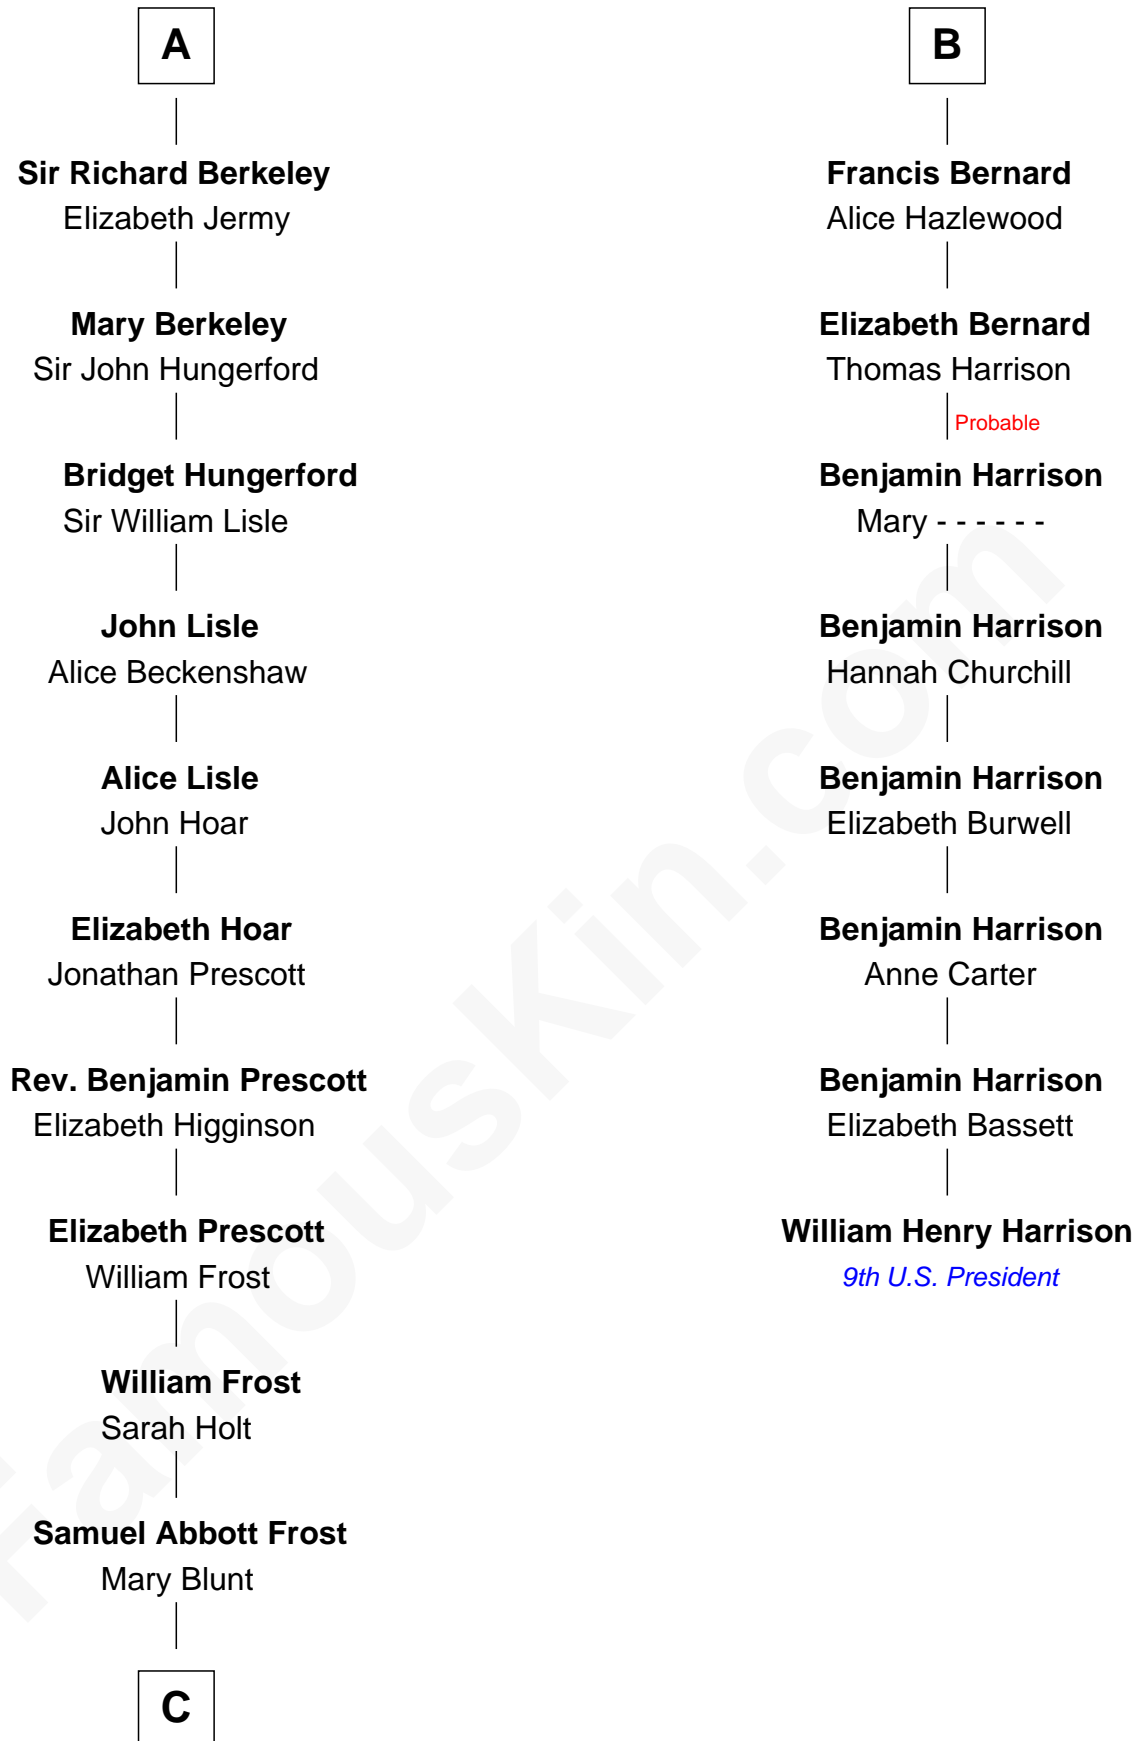 A
Sir Richard Berkeley
Elizabeth Jermy
Mary Berkeley
Sir John Hungerford
Bridget Hungerford
Sir William Lisle
John Lisle
Alice Beckenshaw
Alice Lisle
John Hoar
Elizabeth Hoar
Jonathan Prescott
Rev. Benjamin Prescott
Elizabeth Higginson
Elizabeth Prescott
William Frost
William Frost
Sarah Holt
Samuel Abbott Frost
Mary Blunt
C
B
Francis Bernard
Alice Hazlewood
Elizabeth Bernard
Thomas Harrison
Probable
Benjamin Harrison
Mary - - - - - -
Benjamin Harrison
Hannah Churchill
Benjamin Harrison
Elizabeth Burwell
Benjamin Harrison
Anne Carter
Benjamin Harrison
Elizabeth Bassett
William Henry Harrison
9th U.S. President
FamousKin.com